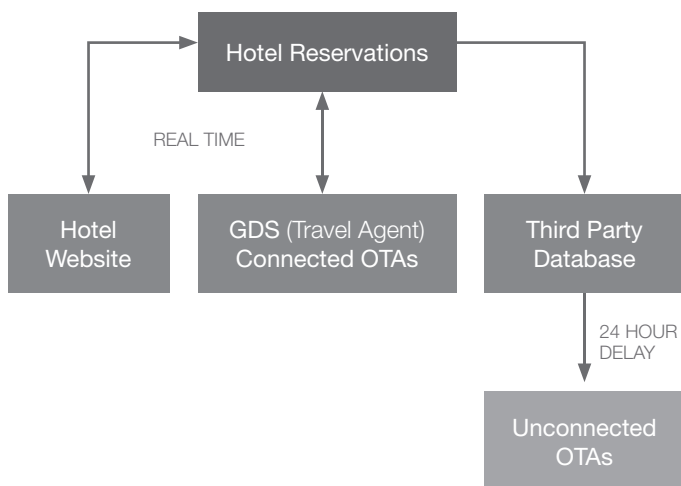 Hotel Reservations
REAL TIME
Hotel
Website
GDS (Travel Agent)
Connected OTAs
Third Party
Database
24 HOUR
DELAY
Unconnected
OTAs